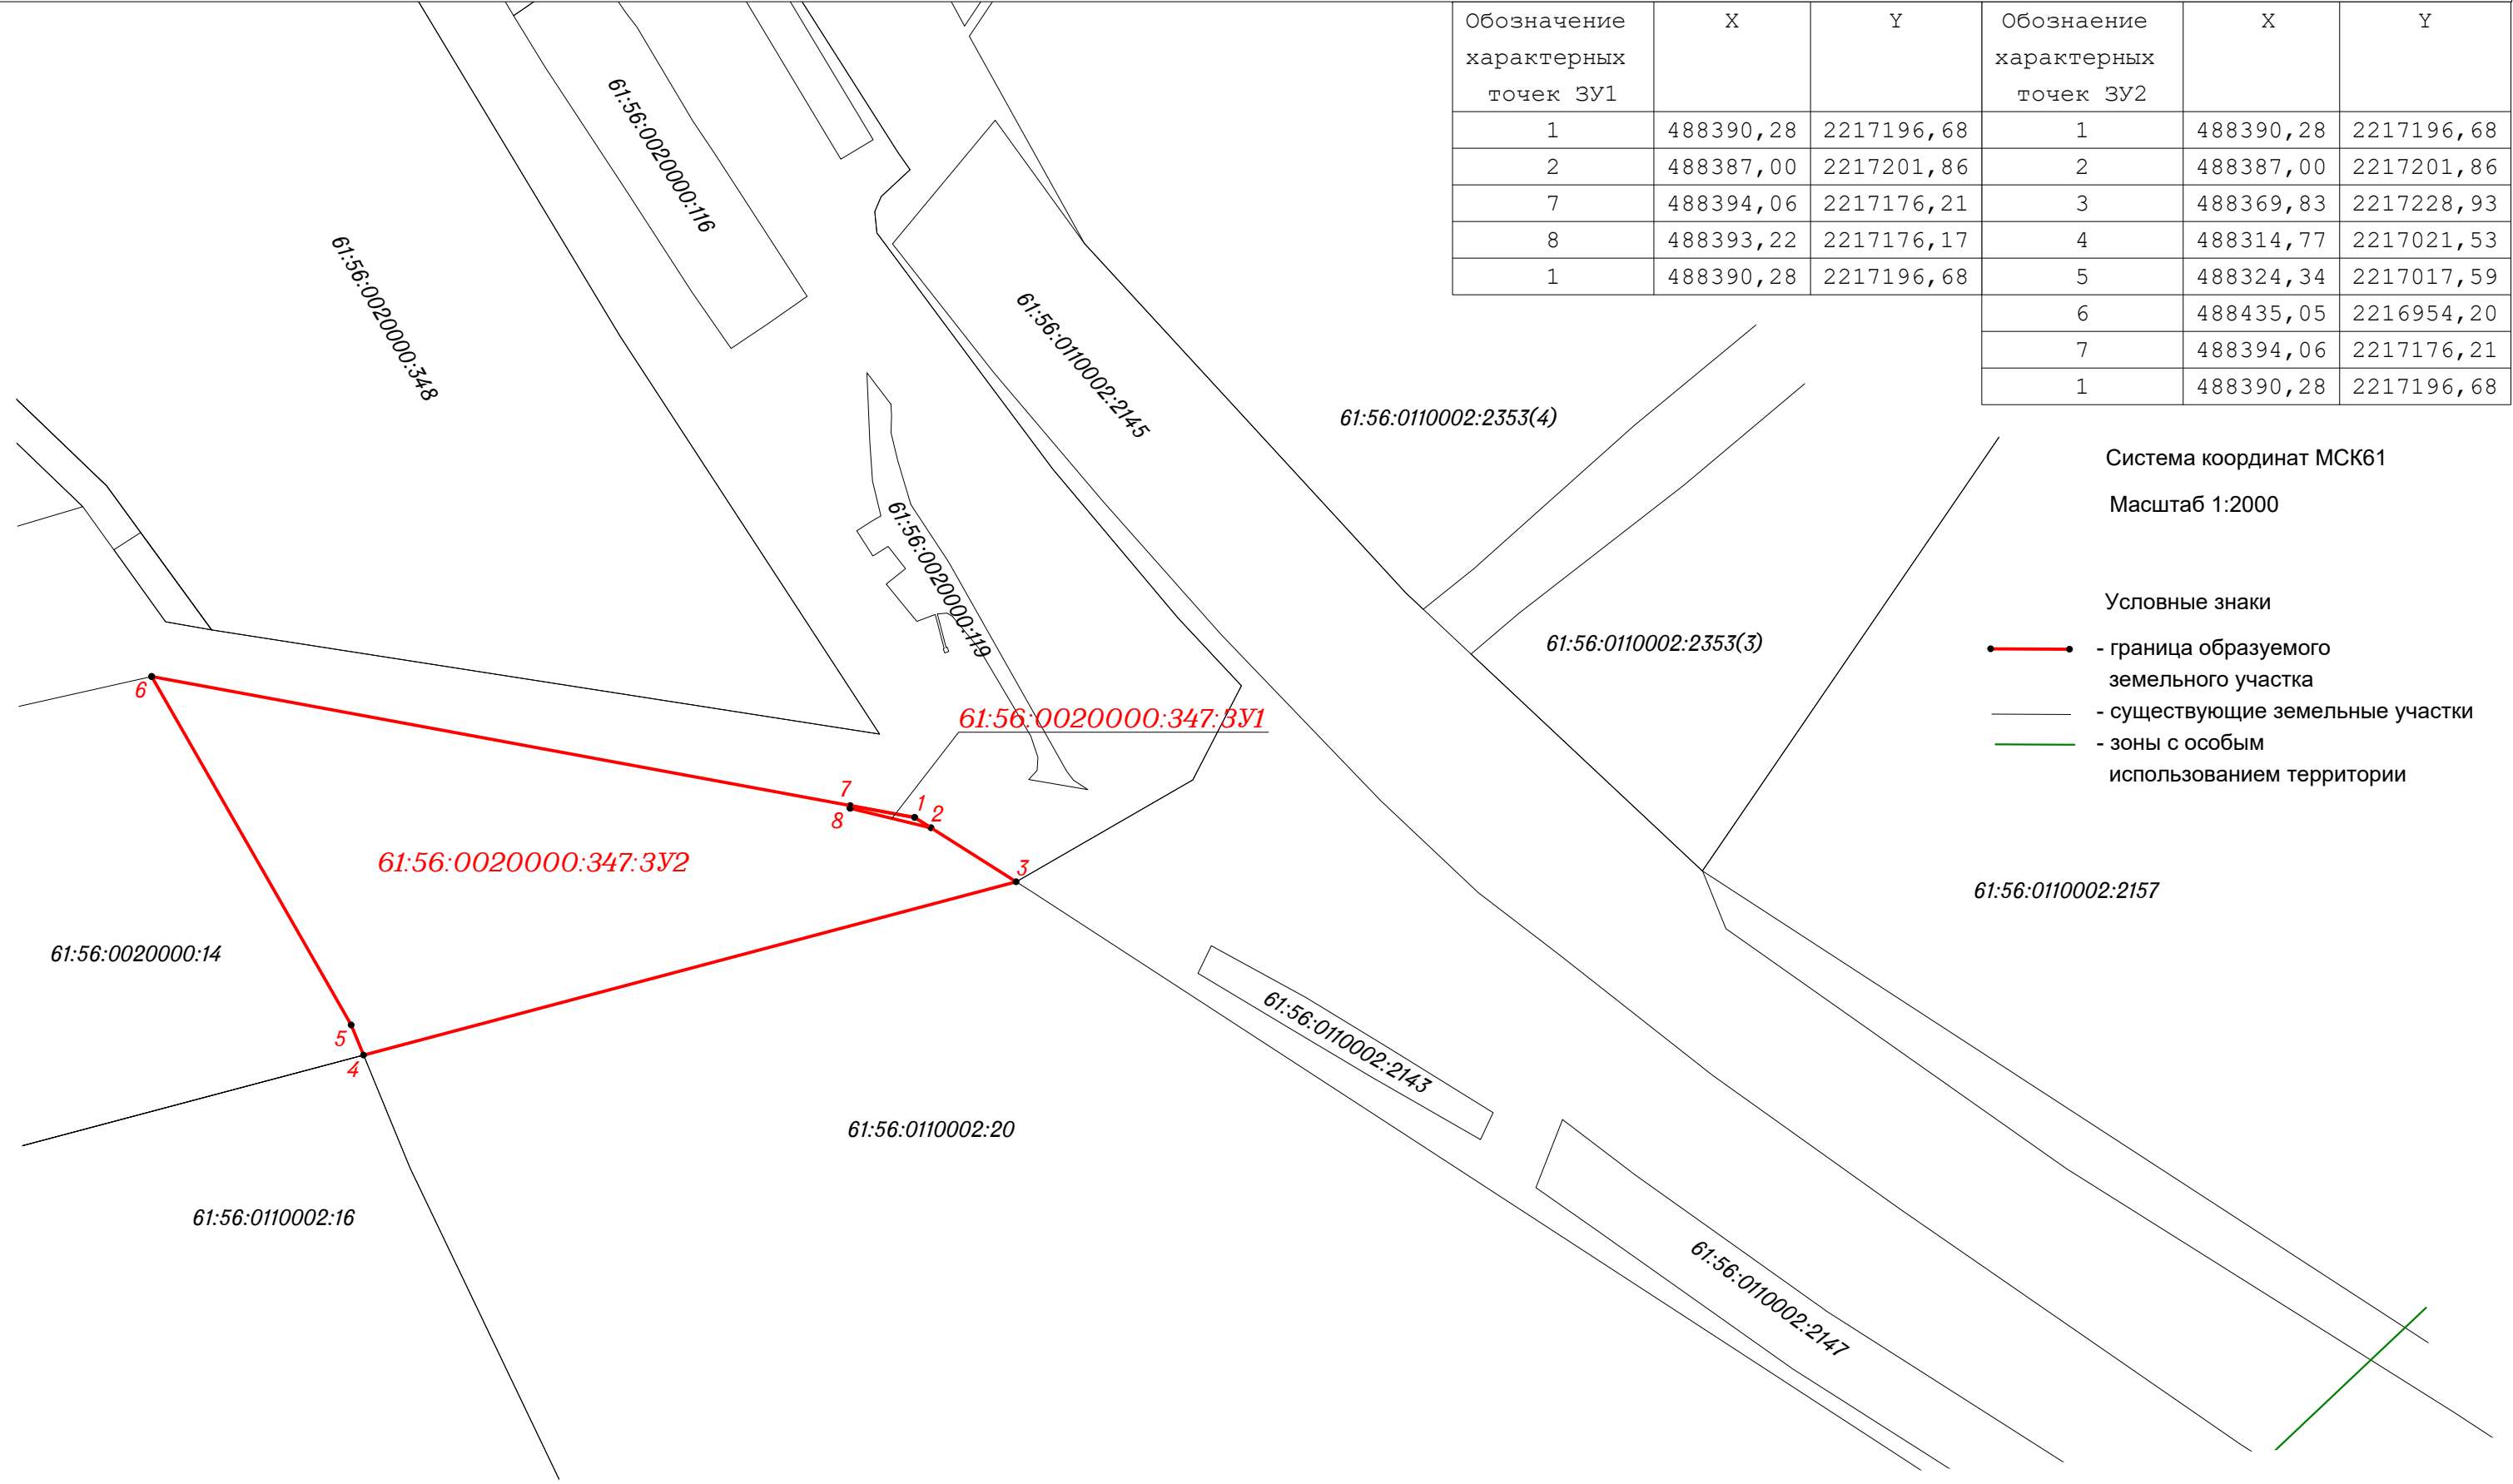 Обозначение характерных точек ЗУ1 X Y Обознаение характерных точек ЗУ2 X Y
1 488390,28 2217196,68 1 488390,28 2217196,68
2 488387,00 2217201,86 2 488387,00 2217201,86
7 488394,06 2217176,21 3 488369,83 2217228,93
8 488393,22 2217176,17 4 488314,77 2217021,53
1 488390,28 2217196,68 5 488324,34 2217017,59
6 488435,05 2216954,20
7 488394,06 2217176,21
1 488390,28 2217196,68
Система координат МСК61
Масштаб 1:2000
Условные знаки
- граница образуемого
земельного участка
- существующие земельные участки
- зоны с особым
использованием территории
61:56:0020000:116
61:56:0020000:348
61:56:0110002:2145
61:56:0110002:2353(4)
61:56:0020000:119
61:56:0110002:2353(3)
6
61:56:0020000:347:ЗУ1
7
1
2
8
61:56:0020000:347:ЗУ2
3
61:56:0110002:2157
61:56:0020000:14
5
4
61:56:0110002:2143
61:56:0110002:20
61:56:0110002:16
61:56:0110002:2147